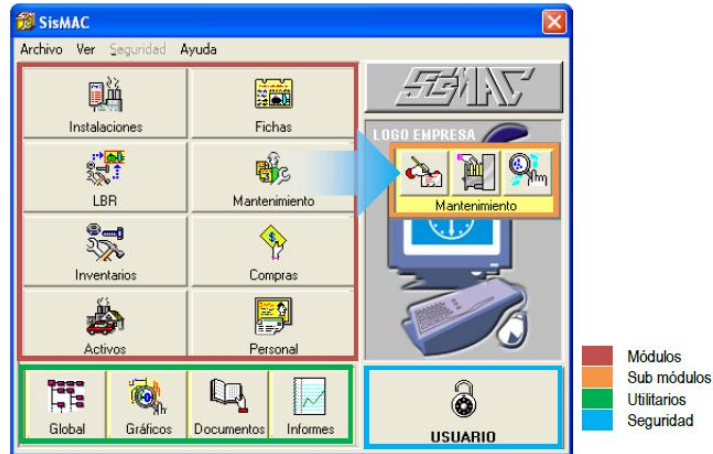 SisMAC
Archivo Ver Seguridad Ayuda
Instalaciones Fichas
LBR Mantenimiento
Inventarios Compras
Activos Personal
SisMAC
LOGO EMPRESA
Mantenimiento
Global Gráficos Documentos Informes
USUARIO
Módulos
Sub módulos
Utilitarios
Seguridad